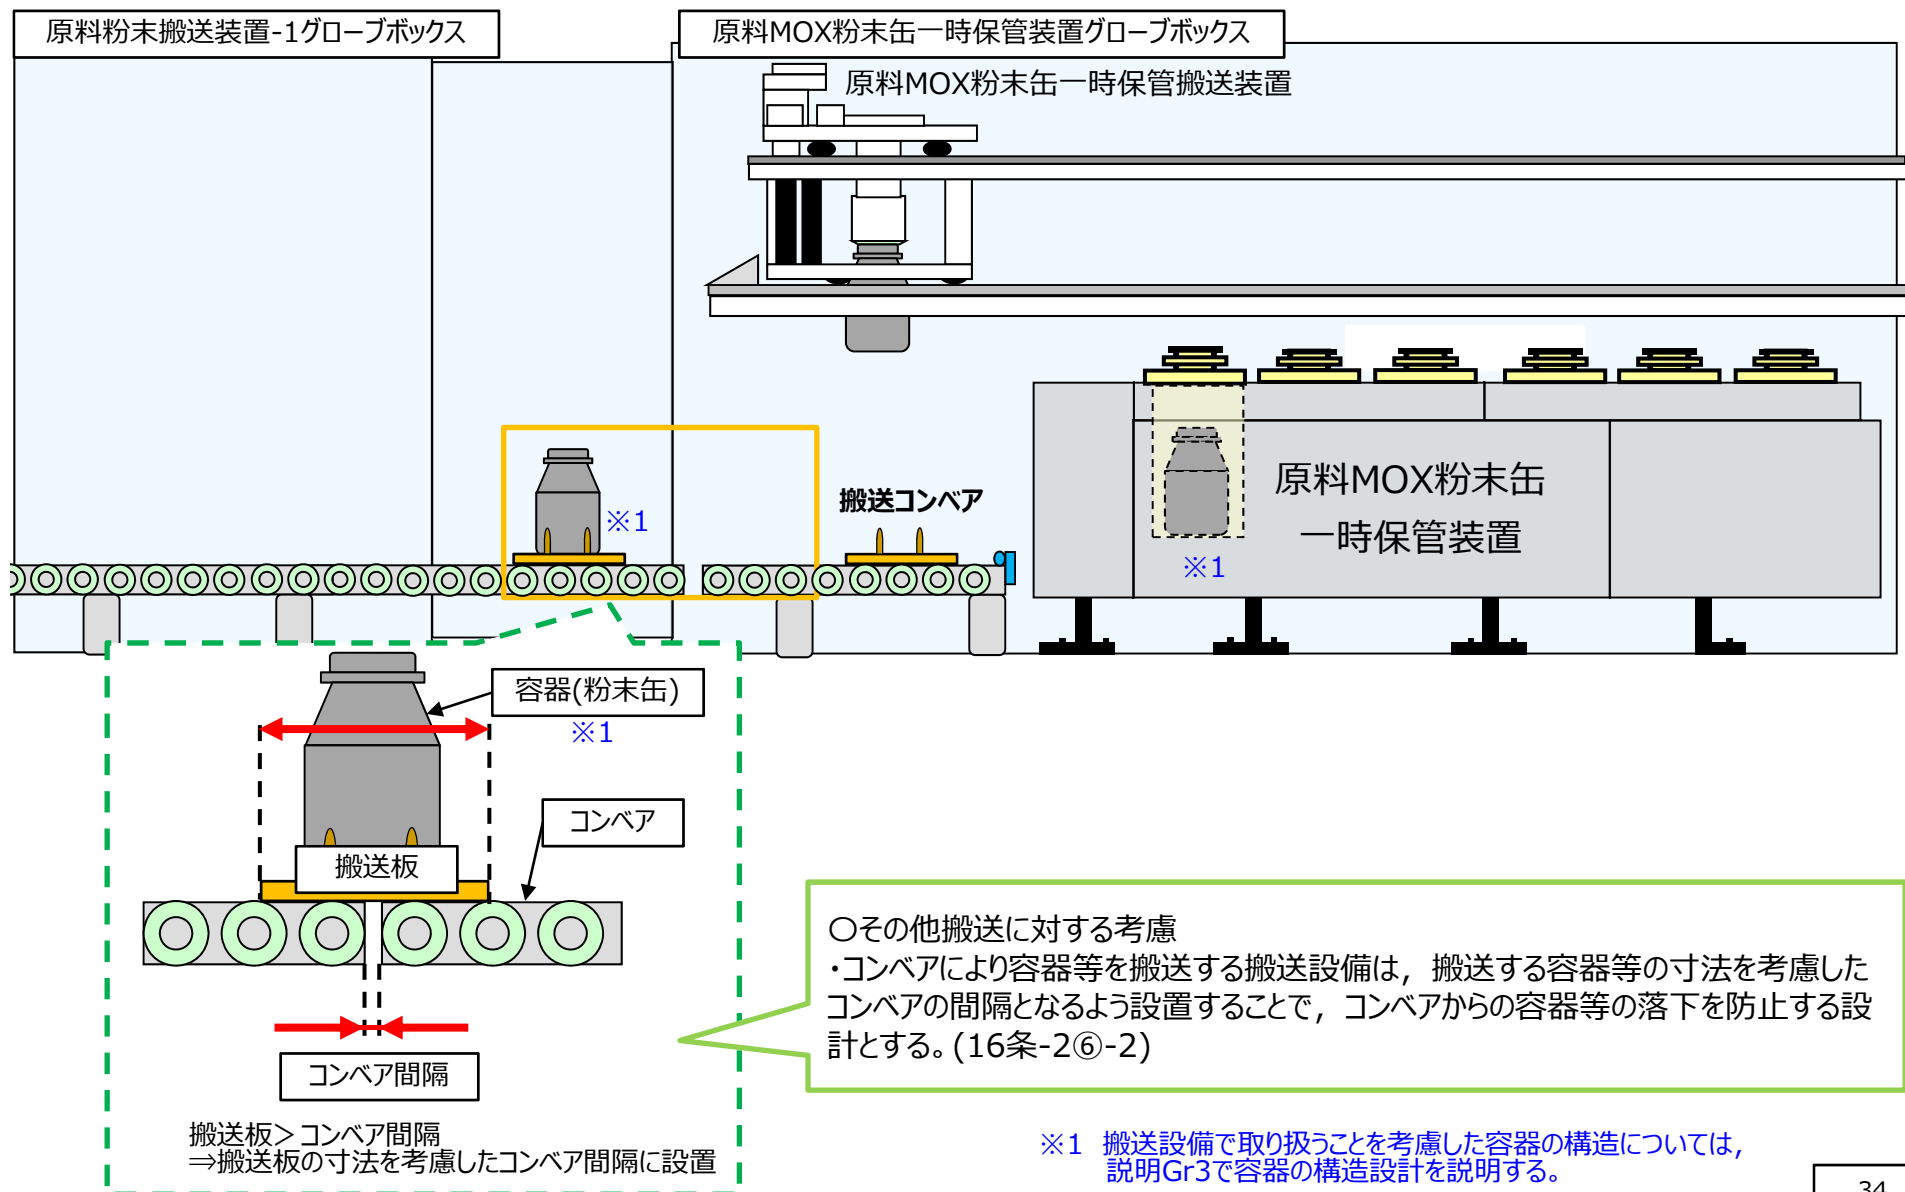 原料粉末搬送装置-1グローブボックス
原料MOX粉末缶一時保管装置グローブボックス
原料MOX粉末缶一時保管搬送装置
※1
搬送コンベア
原料MOX粉末缶
一時保管装置
※1
容器(粉末缶)
※1
コンベア
搬送板
コンベア間隔
搬送板＞コンベア間隔
⇒搬送板の寸法を考慮したコンベア間隔に設置
○その他搬送に対する考慮
・コンベアにより容器等を搬送する搬送設備は，搬送する容器等の寸法を考慮した
コンベアの間隔となるよう設置することで，コンベアからの容器等の落下を防止する設
計とする。(16条-2⑥-2)
※1　搬送設備で取り扱うことを考慮した容器の構造については，
説明Gr3で容器の構造設計を説明する。
34